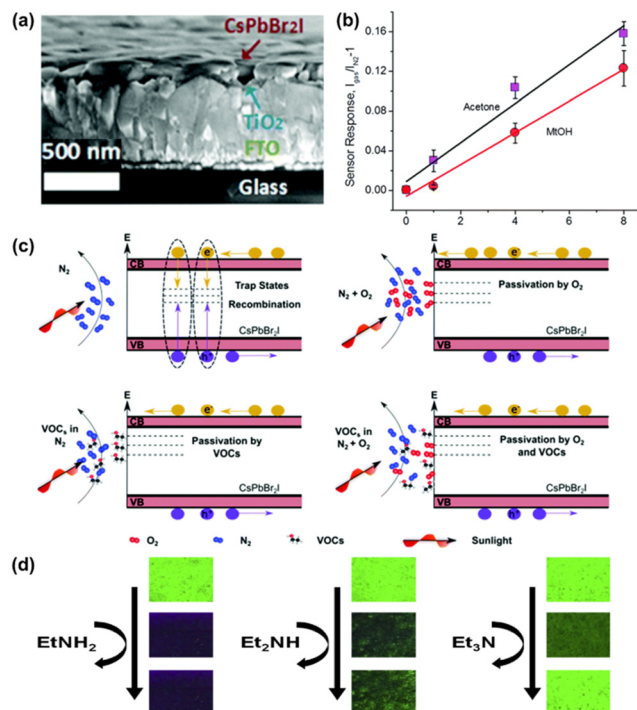 (a)
CsPbBr2I
TiO2
FTO
500 nm
Glass
(b)
Sensor Response, Igas/IN2-1
0.16
0.12
0.08
0.04
0.00
Acetone
MtOH
0 2 4 6 8
(c)
E
CB
e-
N2
Trap States
Recombination
CsPbBr2I
VB
h+
E
CB
e-
N2 + O2
Passivation by O2
CsPbBr2I
VB
h+
E
CB
e-
VOCs in
N2
Passivation by
VOCs
CsPbBr2I
VB
h+
E
CB
e-
VOCs in
N2 + O2
Passivation by O2
and VOCs
CsPbBr2I
VB
h+
O2 N2 VOCs Sunlight
(d)
EtNH2
Et2NH
Et3N